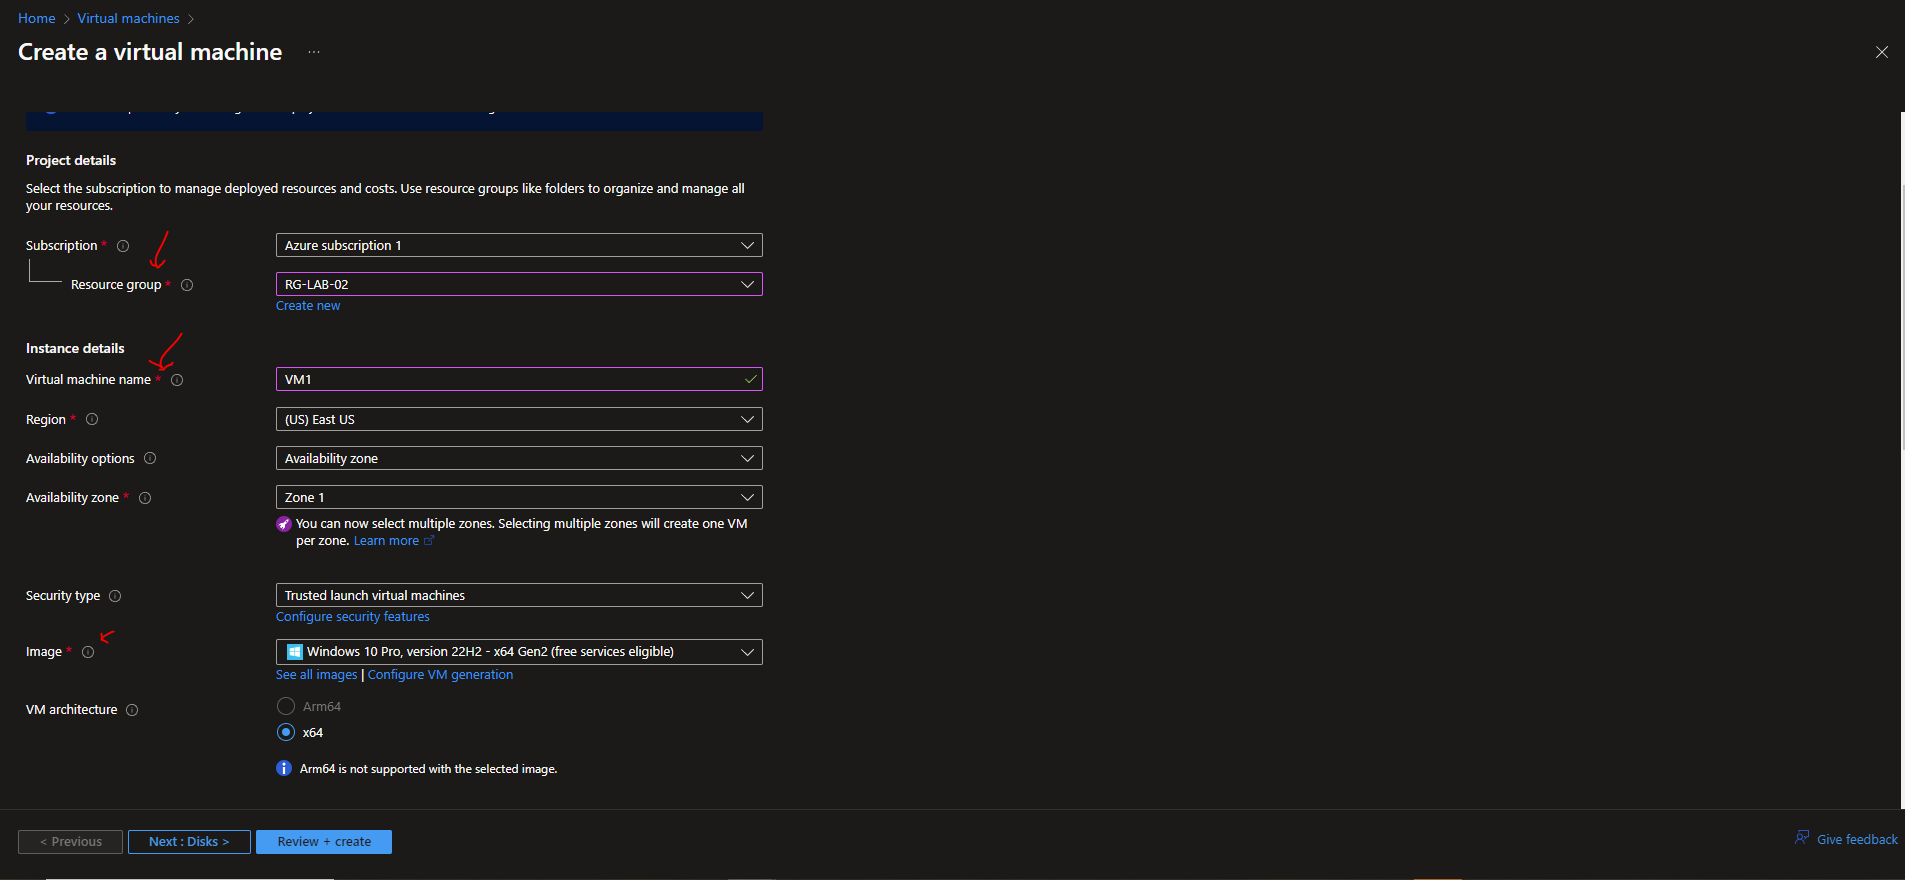 Home > Virtual machines >
Create a virtual machine ...
Project details
Select the subscription to manage deployed resources and costs. Use resource groups like folders to organize and manage all
your resources.
Subscription * Azure subscription 1
Resource group * RG-LAB-02
Create new
Instance details
Virtual machine name * VM1
Region * (US) East US
Availability options Availability zone
Availability zone * Zone 1
You can now select multiple zones. Selecting multiple zones will create one VM
per zone. Learn more
Security type Trusted launch virtual machines
Configure security features
Image * Windows 10 Pro, version 22H2 - x64 Gen2 (free services eligible)
See all images | Configure VM generation
VM architecture Arm64
x64
Arm64 is not supported with the selected image.
< Previous Next : Disks > Review + create Give feedback